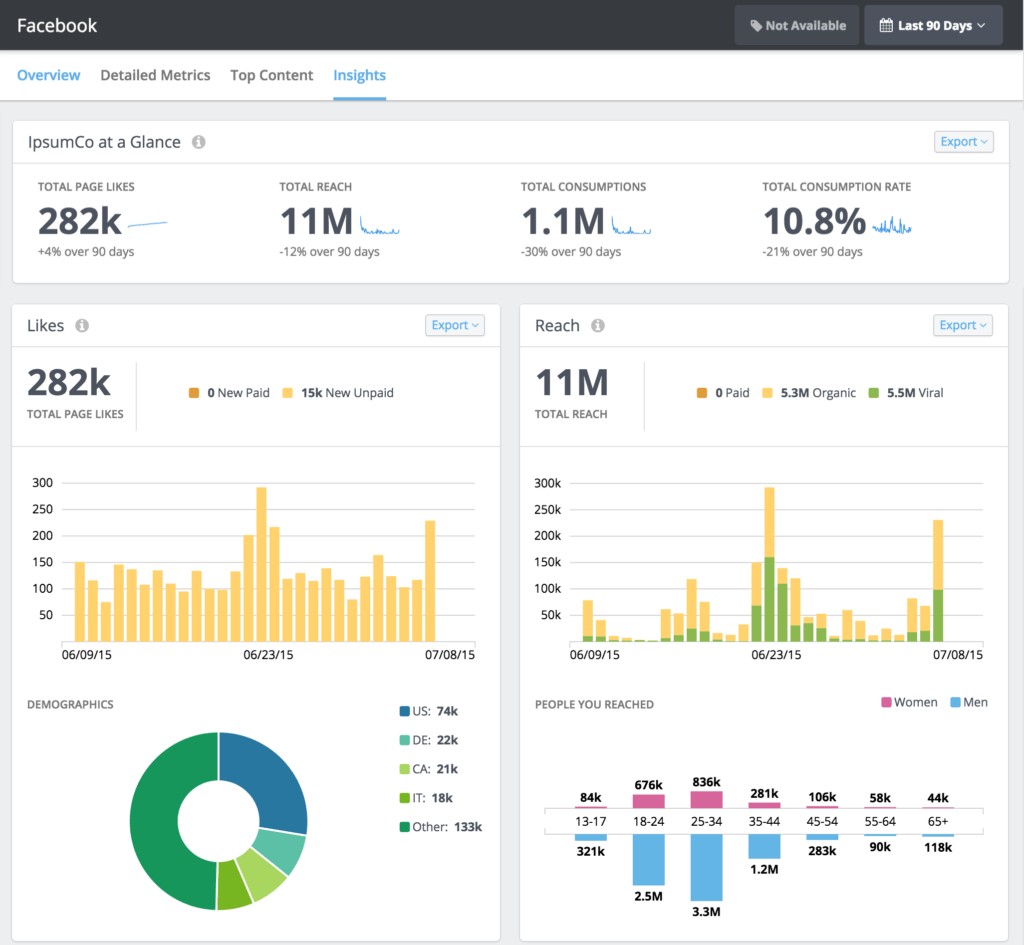 Facebook
Not Available
Last 90 Days
Overview Detailed Metrics Top Content Insights
IpsumCo at a Glance
Export
TOTAL PAGE LIKES
282k
+4% over 90 days
TOTAL REACH
11M
-12% over 90 days
TOTAL CONSUMPTIONS
1.1M
-30% over 90 days
TOTAL CONSUMPTION RATE
10.8%
-21% over 90 days
Likes
Export
282k
TOTAL PAGE LIKES
0 New Paid 15k New Unpaid
300
250
200
150
100
50
06/09/15 06/23/15 07/08/15
DEMOGRAPHICS
US: 74k
DE: 22k
CA: 21k
IT: 18k
Other: 133k
Reach
Export
11M
TOTAL REACH
0 Paid 5.3M Organic 5.5M Viral
300k
250k
200k
150k
100k
50k
06/09/15 06/23/15 07/08/15
PEOPLE YOU REACHED
Women Men
84k 676k 836k 281k 106k 58k 44k
13-17 18-24 25-34 35-44 45-54 55-64 65+
321k 2.5M 3.3M 1.2M 283k 90k 118k